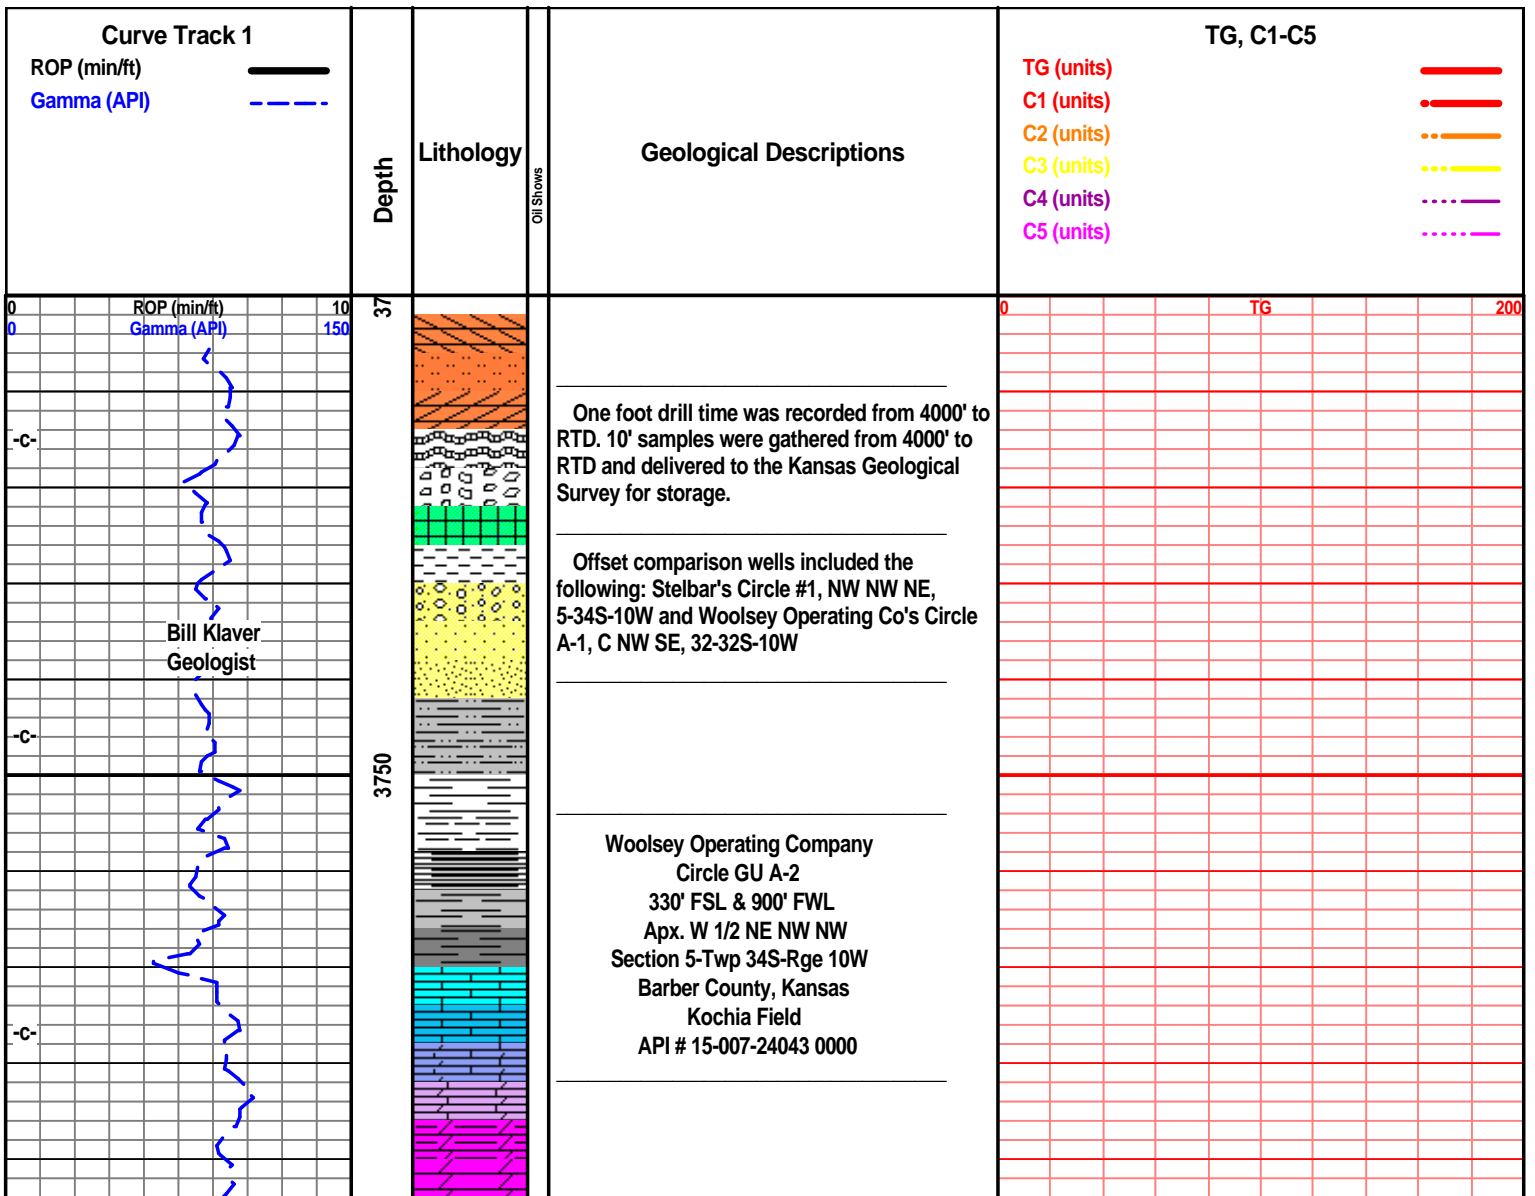 Curve Track 1
ROP (min/ft)
Gamma (API)
Depth
Lithology
Oil Shows
Geological Descriptions
TG, C1-C5
TG (units)
C1 (units)
C2 (units)
C3 (units)
C4 (units)
C5 (units)
0 ROP (min/ft) 10
0 Gamma (API) 150
37
0 TG 200
-c-
One foot drill time was recorded from 4000' to
RTD. 10' samples were gathered from 4000' to
RTD and delivered to the Kansas Geological
Survey for storage.
Offset comparison wells included the
following: Stelbar's Circle #1, NW NW NE,
5-34S-10W and Woolsey Operating Co's Circle
A-1, C NW SE, 32-32S-10W
Bill Klaver
Geologist
-c-
3750
Woolsey Operating Company
Circle GU A-2
330' FSL & 900' FWL
Apx. W 1/2 NE NW NW
Section 5-Twp 34S-Rge 10W
Barber County, Kansas
Kochia Field
API # 15-007-24043 0000
-c-